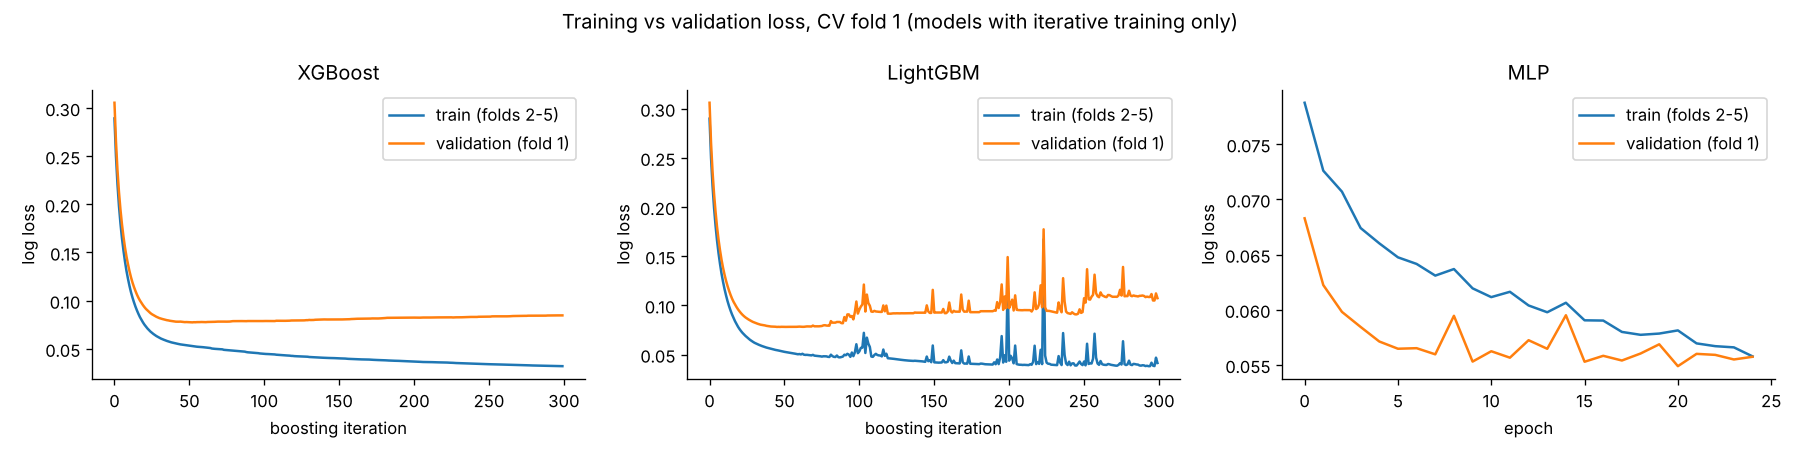 Training vs validation loss, CV fold 1 (models with iterative training only)
XGBoost
train (folds 2-5)
validation (fold 1)
log loss
0.30
0.25
0.20
0.15
0.10
0.05
0 50 100 150 200 250 300
boosting iteration
LightGBM
train (folds 2-5)
validation (fold 1)
log loss
0.30
0.25
0.20
0.15
0.10
0.05
0 50 100 150 200 250 300
boosting iteration
MLP
train (folds 2-5)
validation (fold 1)
log loss
0.075
0.070
0.065
0.060
0.055
0 5 10 15 20 25
epoch